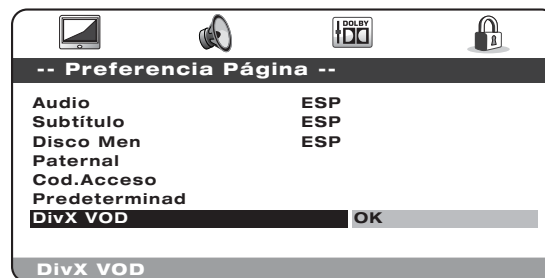 DOLBY
-- Preferencia Página --
Audio ESP
Subtítulo ESP
Disco Men ESP
Paternal
Cod.Acceso
Predeterminad
DivX VOD OK
DivX VOD